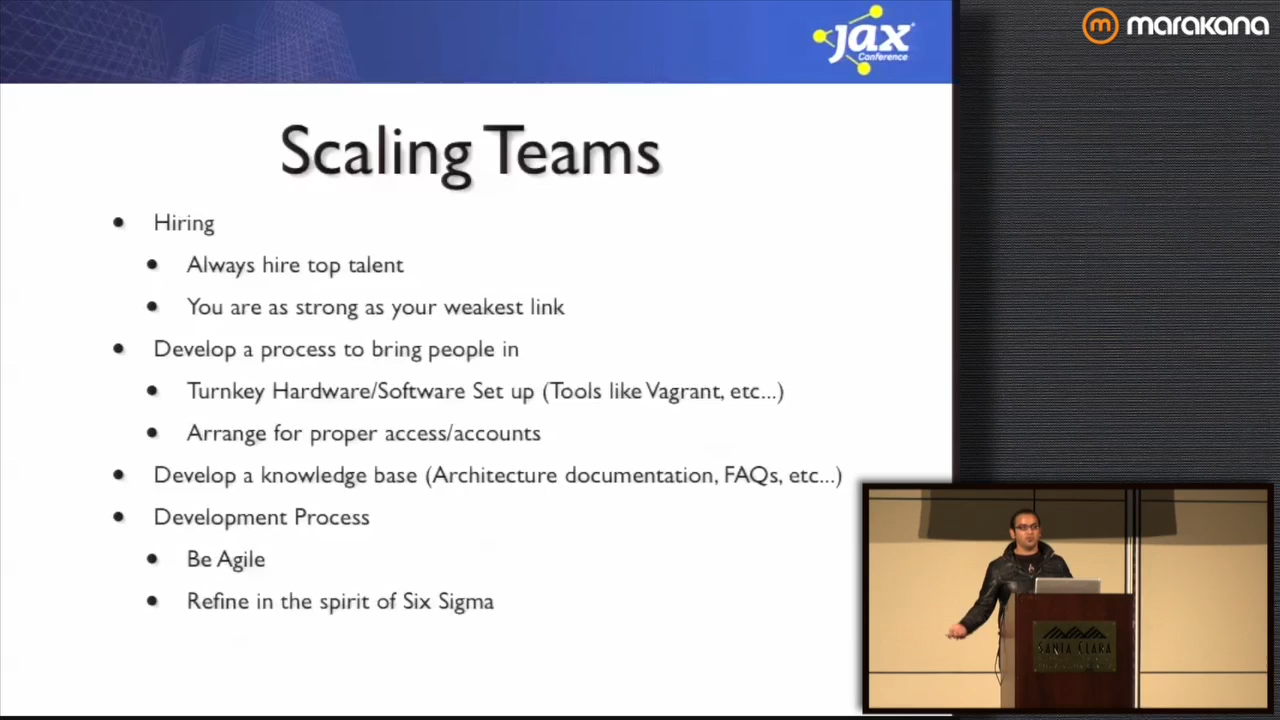 jax
Conference
marakana
Scaling Teams
Hiring
Always hire top talent
You are as strong as your weakest link
Develop a process to bring people in
Turnkey Hardware/Software Set up (Tools like Vagrant, etc...)
Arrange for proper access/accounts
Develop a knowledge base (Architecture documentation, FAQs, etc...)
Development Process
Be Agile
Refine in the spirit of Six Sigma
SANTA CLARA